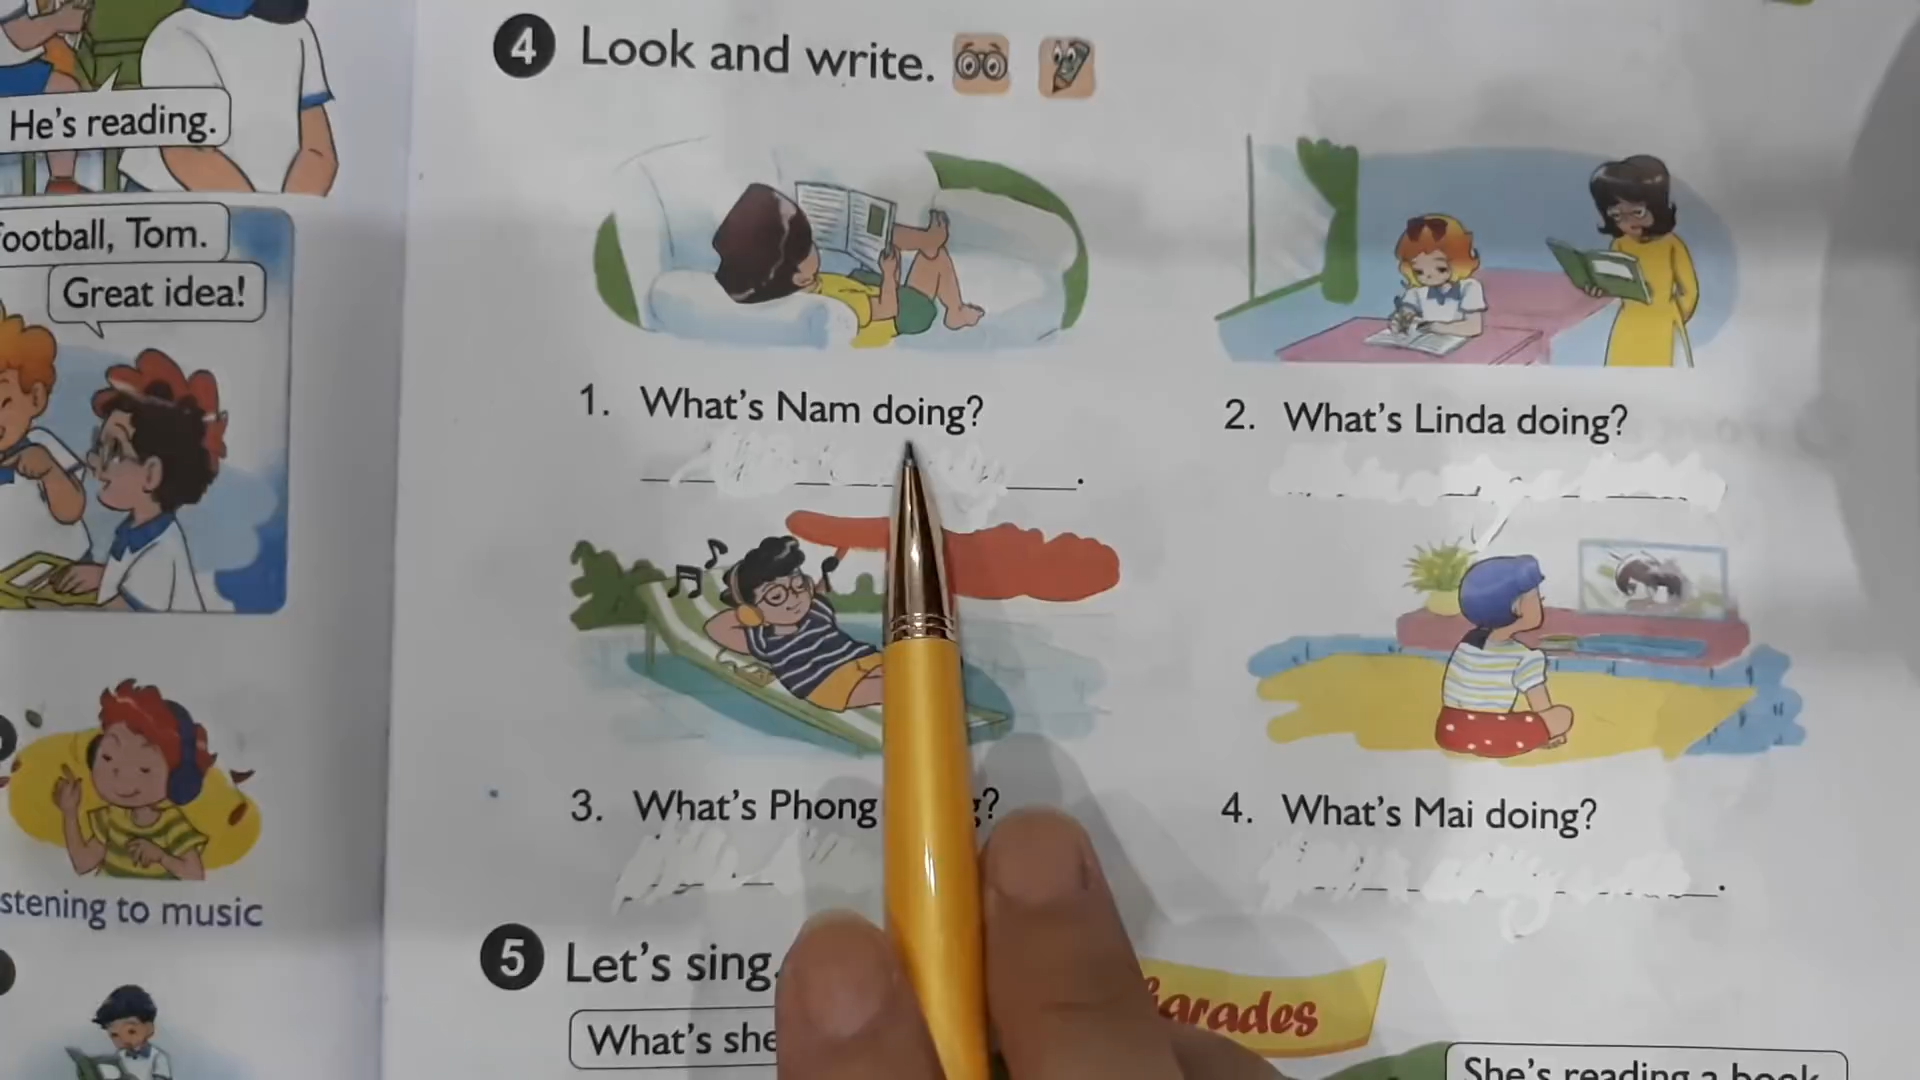 He's reading.
ootball, Tom.
Great idea!
stening to music
4 Look and write.
1. What's Nam doing?
2. What's Linda doing?
3. What's Phong g?
4. What's Mai doing?
5 Let's sing.
What's she
arades
She's reading a book